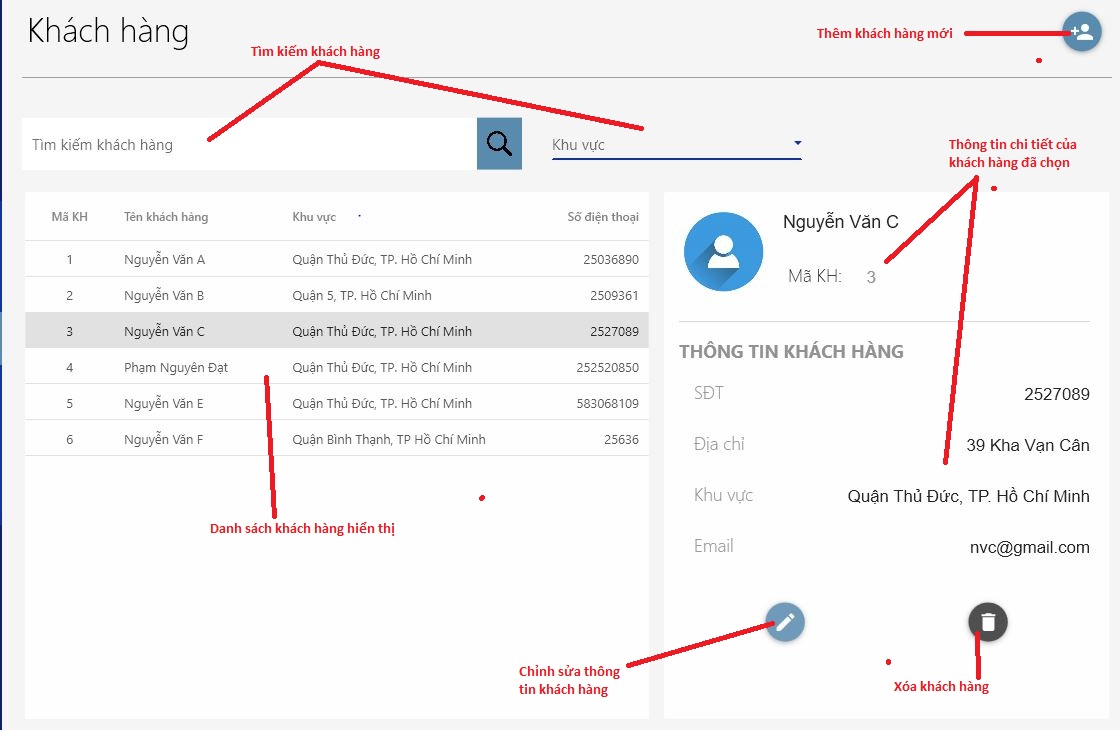 Khách hàng
Thêm khách hàng mới
Tìm kiếm khách hàng
Tìm kiếm khách hàng
Khu vực
Thông tin chi tiết của
khách hàng đã chọn
Mã KH Tên khách hàng Khu vực Số điện thoại
1 Nguyễn Văn A Quận Thủ Đức, TP. Hồ Chí Minh 25036890
2 Nguyễn Văn B Quận 5, TP. Hồ Chí Minh 2509361
3 Nguyễn Văn C Quận Thủ Đức, TP. Hồ Chí Minh 2527089
4 Phạm Nguyên Đạt Quận Thủ Đức, TP. Hồ Chí Minh 252520850
5 Nguyễn Văn E Quận Thủ Đức, TP. Hồ Chí Minh 583068109
6 Nguyễn Văn F Quận Bình Thạnh, TP Hồ Chí Minh 25636
Danh sách khách hàng hiển thị
Nguyễn Văn C
Mã KH: 3
THÔNG TIN KHÁCH HÀNG
SĐT 2527089
Địa chỉ 39 Kha Vạn Cân
Khu vực Quận Thủ Đức, TP. Hồ Chí Minh
Email nvc@gmail.com
Chỉnh sửa thông
tin khách hàng
Xóa khách hàng